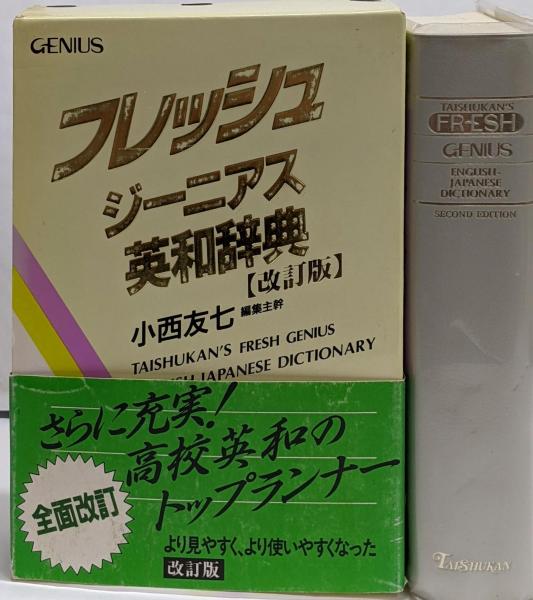 GENIUS
フレッシュ
ジーニアス
英和辞典
【改訂版】
小西友七 編集主幹
TAISHUKAN'S FRESH GENIUS
JAPANESE DICTIONARY
さらに充実!
高校英和の
トップランナー
全面改訂
より見やすく、より使いやすくなった
改訂版
TAISHUKAN'S
FRESH
GENIUS
ENGLISH-
JAPANESE
DICTIONARY
SECOND EDITION
TAISHUKAN